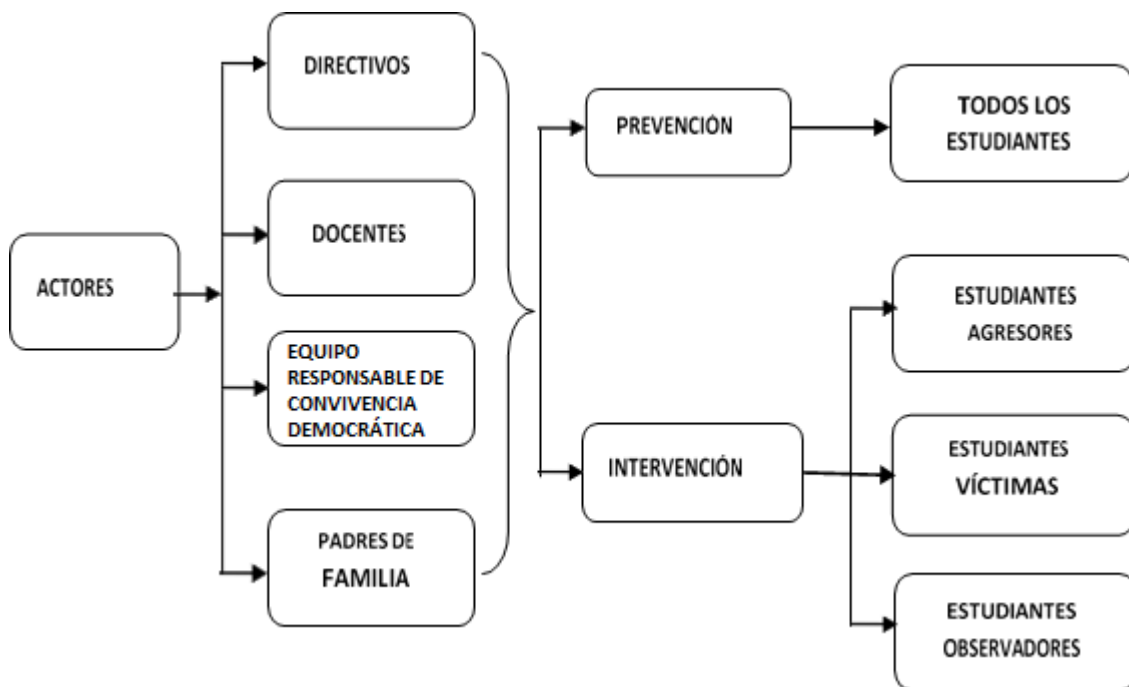 ACTORES
DIRECTIVOS
DOCENTES
EQUIPO
RESPONSABLE DE
CONVIVENCIA
DEMOCRÁTICA
PADRES DE
FAMILIA
PREVENCIÓN
INTERVENCIÓN
TODOS LOS
ESTUDIANTES
ESTUDIANTES
AGRESORES
ESTUDIANTES
VÍCTIMAS
ESTUDIANTES
OBSERVADORES